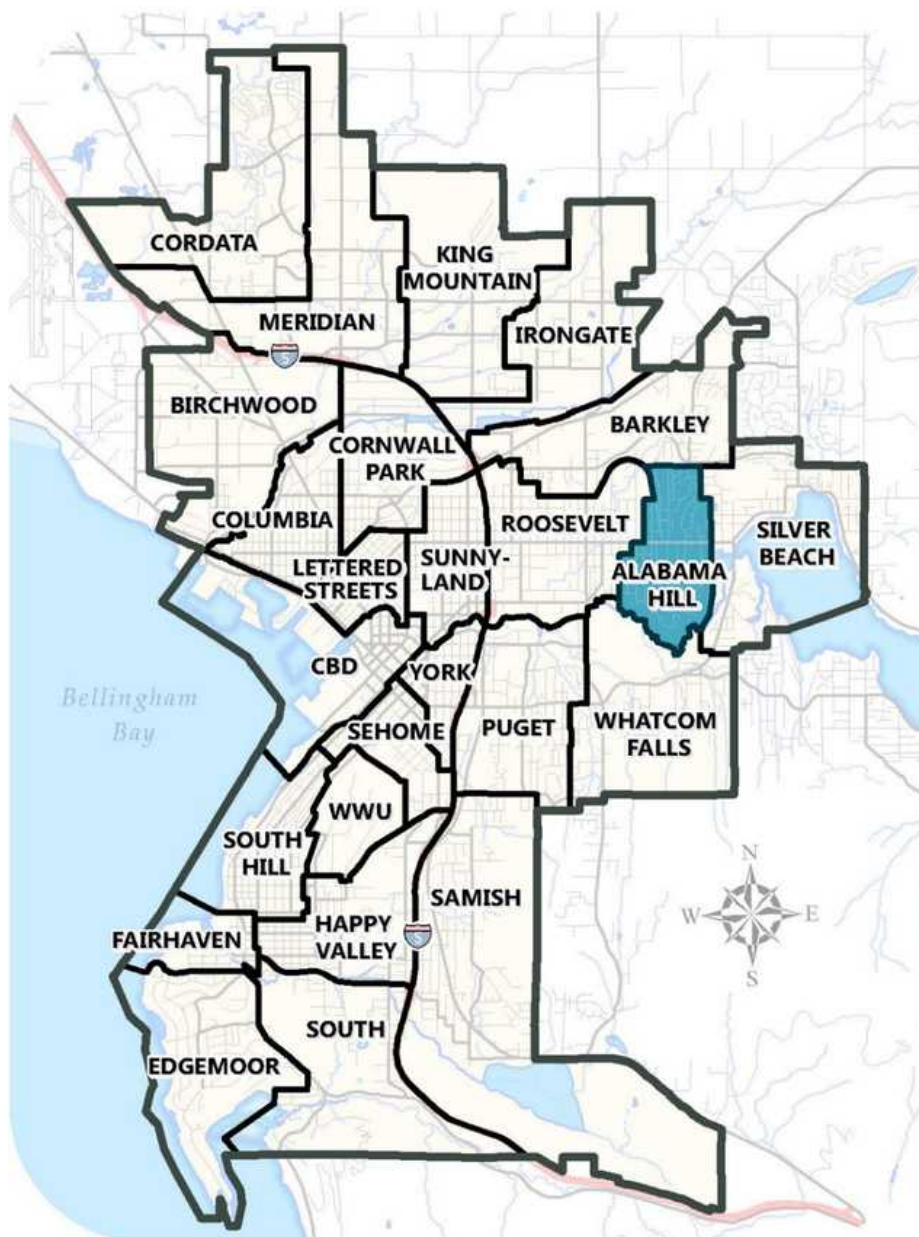 CORDATA
KING
MOUNTAIN
MERIDIAN
IRONGATE
5
BIRCHWOOD
BARKLEY
CORNWALL
PARK
COLUMBIA
ROOSEVELT
SILVER
BEACH
SUNNY-
LAND
LETTERED
STREETS
ALABAMA
HILL
CBD
YORK
Bellingham
Bay
SEHOME
PUGET
WHATCOM
FALLS
WWU
SOUTH
HILL
SAMISH
N
W
E
S
HAPPY
VALLEY
5
FAIRHAVEN
SOUTH
EDGEMOOR